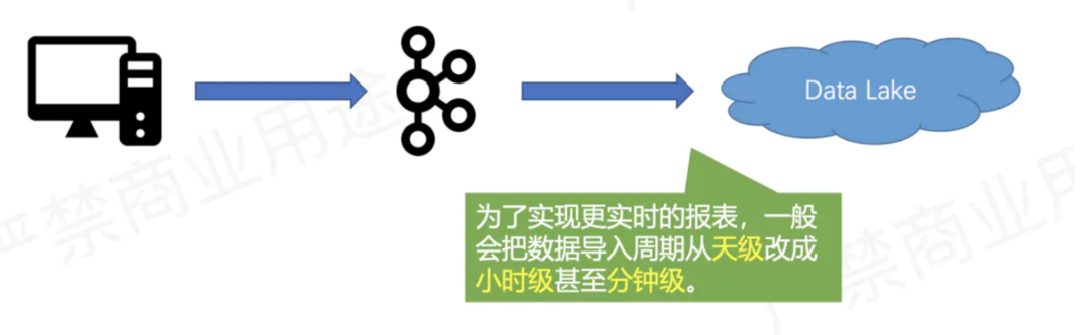 Data Lake
为了实现更实时的报表，一般
会把数据导入周期从天级改成
小时级甚至分钟级。
严禁商业用途
严禁商业用